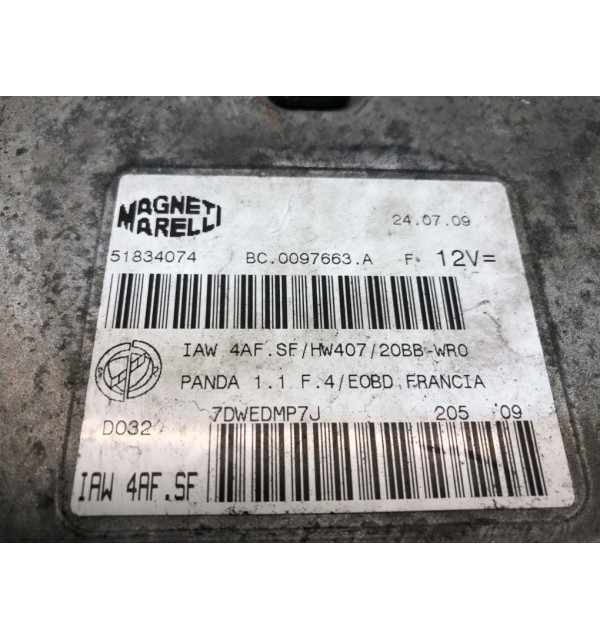 MAGNETI
MARELLI
24.07.09
51834074 BC.0097663.A F 12V=
IAW 4AF.SF/HW407/20BB-WR0
PANDA 1.1 F.4/EOBD FRANCIA
D032 7DWEDMP7J 205 09
IAW 4AF.SF